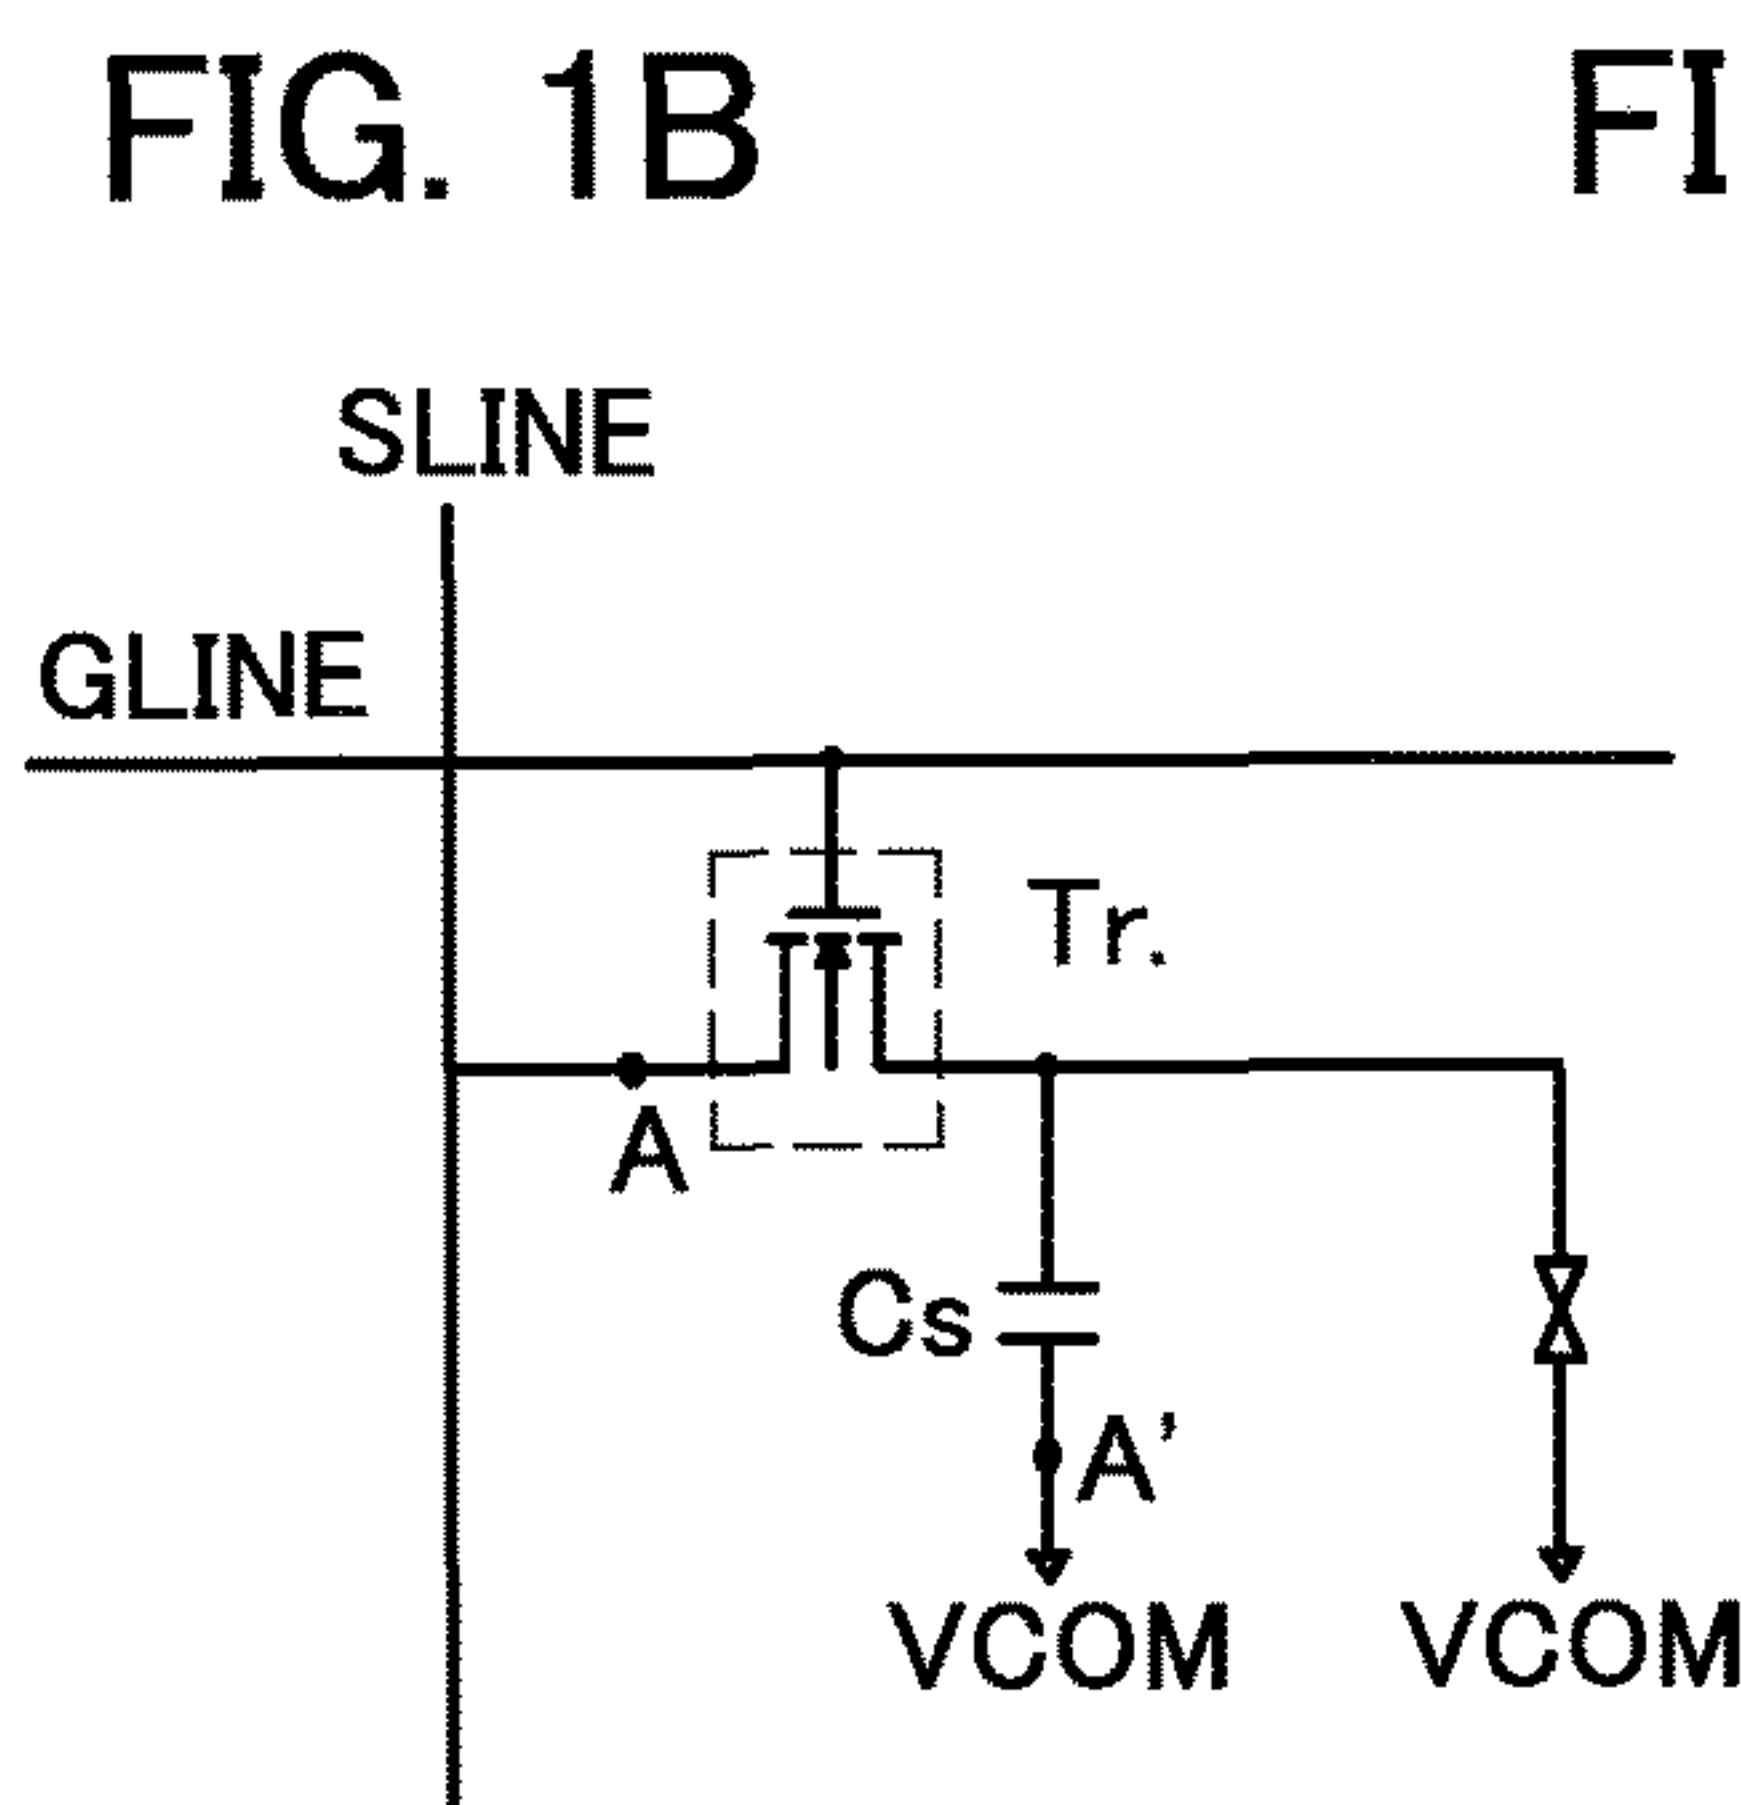 FIG. 1B
FI
SLINE
GLINE
Tr.
A
Cs
A'
VCOM
VCOM